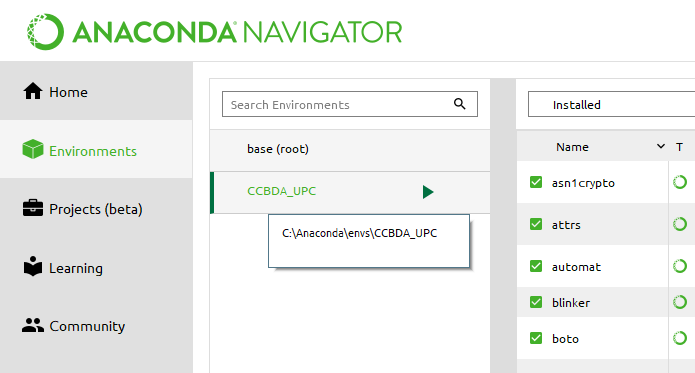 ANACONDA NAVIGATOR
Home
Environments
Projects (beta)
Learning
Community
Search Environments
base (root)
CCBDA_UPC
C:\Anaconda\envs\CCBDA_UPC
Installed
Name T
asn1crypto
attrs
automat
blinker
boto